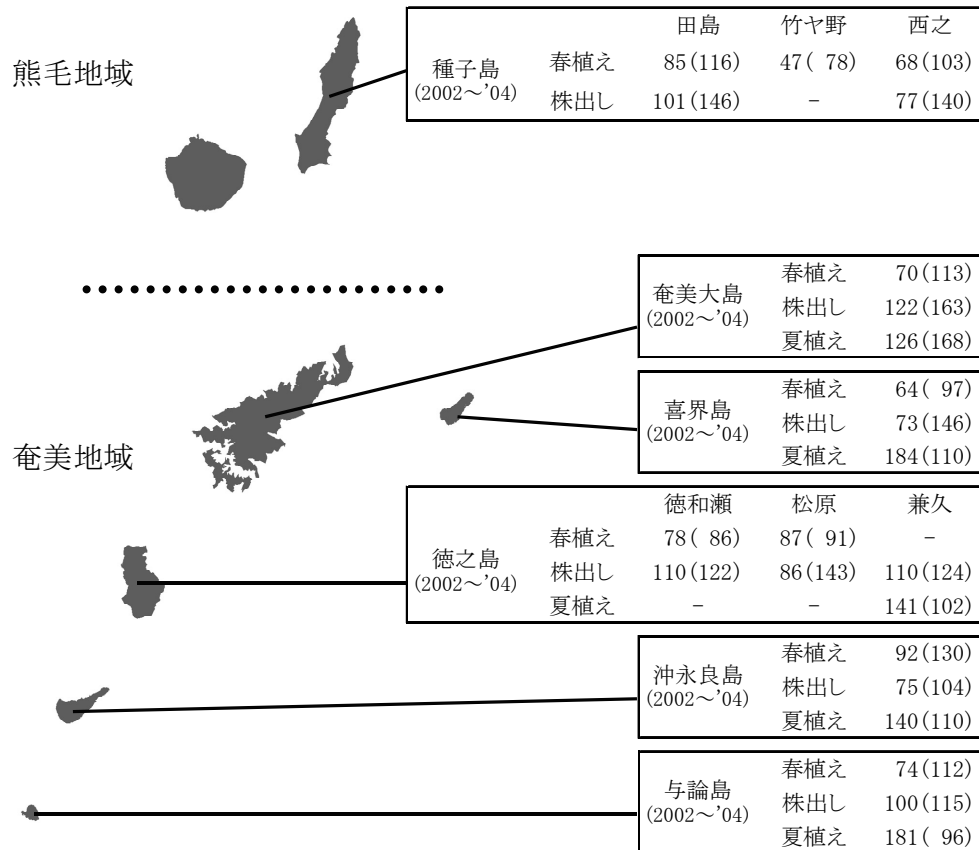 熊毛地域
田島 竹ヤ野 西之
種子島
(2002～'04)
春植え 85(116) 47( 78) 68(103)
株出し 101(146) － 77(140)
奄美地域
奄美大島
(2002～'04)
春植え 70(113)
株出し 122(163)
夏植え 126(168)
喜界島
(2002～'04)
春植え 64( 97)
株出し 73(146)
夏植え 184(110)
徳和瀬 松原 兼久
徳之島
(2002～'04)
春植え 78( 86) 87( 91) －
株出し 110(122) 86(143) 110(124)
夏植え － － 141(102)
沖永良島
(2002～'04)
春植え 92(130)
株出し 75(104)
夏植え 140(110)
与論島
(2002～'04)
春植え 74(112)
株出し 100(115)
夏植え 181( 96)